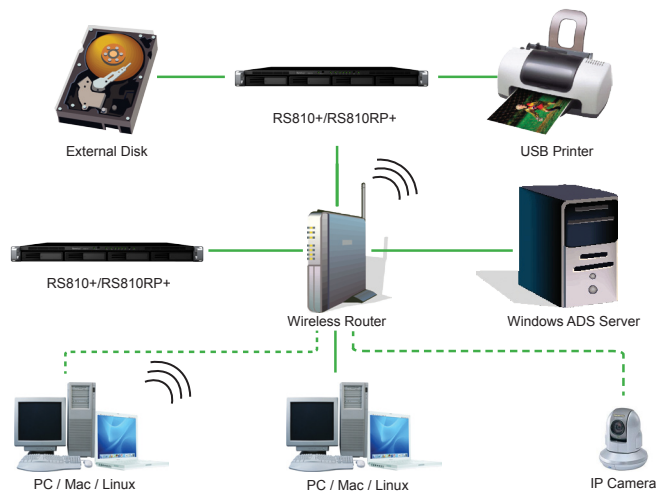 RS810+/RS810RP+
External Disk
USB Printer
RS810+/RS810RP+
Wireless Router
Windows ADS Server
PC / Mac / Linux
PC / Mac / Linux
IP Camera